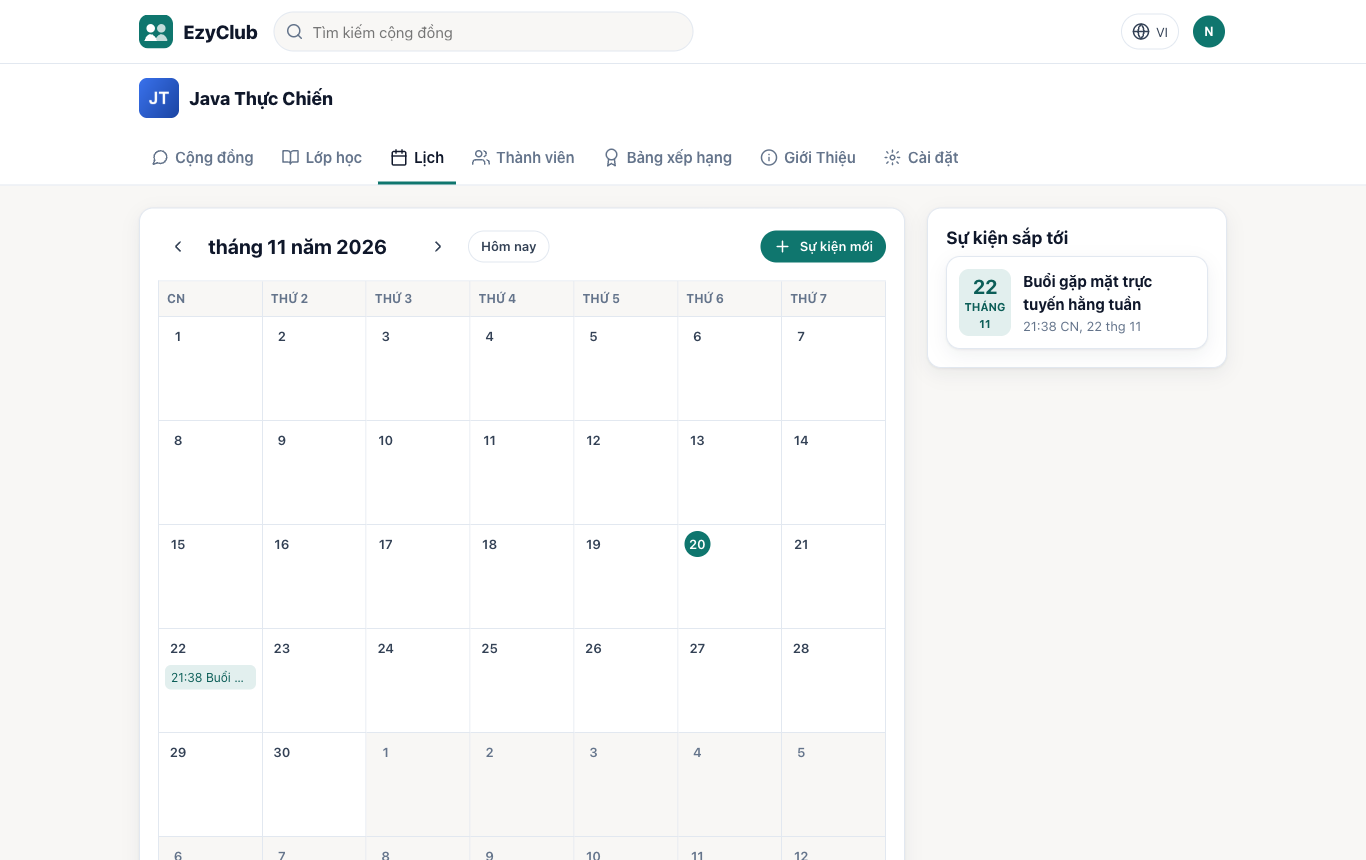 EzyClub
Tìm kiếm cộng đồng
VI
N
JT
Java Thực Chiến
Cộng đồng
Lớp học
Lịch
Thành viên
Bảng xếp hạng
Giới Thiệu
Cài đặt
tháng 11 năm 2026
Hôm nay
Sự kiện mới
CN THỨ 2 THỨ 3 THỨ 4 THỨ 5 THỨ 6 THỨ 7
1 2 3 4 5 6 7
8 9 10 11 12 13 14
15 16 17 18 19 20 21
22 23 24 25 26 27 28
21:38 Buổi ...
29 30 1 2 3 4 5
6 7 8 9 10 11 12
Sự kiện sắp tới
22
THÁNG
11
Buổi gặp mặt trực
tuyến hằng tuần
21:38 CN, 22 thg 11